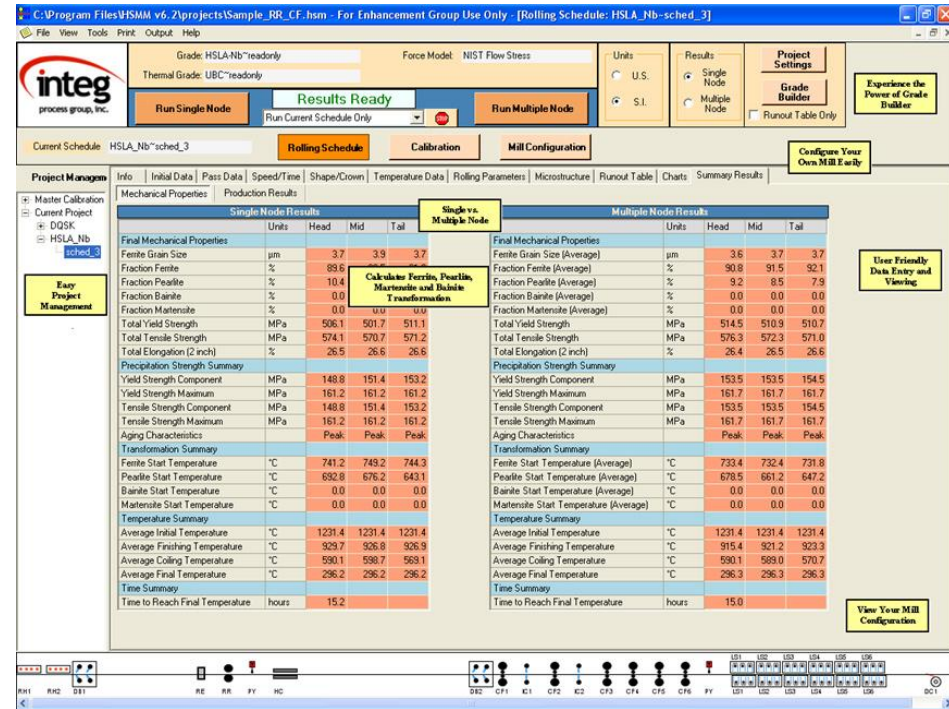 C:\Program Files\HSMM v6.2\projects\Sample_RR_CF.hsm - For Enhancement Group Use Only - [Rolling Schedule: HSLA_Nb~sched_3]
File View Tools Print Output Help
integ
process group, inc.
Grade: HSLA-Nb~readonly
Force Model: NIST Flow Stress
Thermal Grade: UBC~readonly
Run Single Node
Results Ready
Run Current Schedule Only
STOP
Run Multiple Node
Units
U.S.
S.I.
Results
Single Node
Multiple Node
Project Settings
Grade Builder
Runout Table Only
Experience the Power of Grade Builder
Current Schedule HSLA_Nb~sched_3
Rolling Schedule
Calibration
Mill Configuration
Configure Your Own Mill Easily
Project Managem
Master Calibration
Current Project
DQSK
HSLA_Nb
sched_3
Easy Project Management
Info Initial Data Pass Data Speed/Time Shape/Crown Temperature Data Rolling Parameters Microstructure Runout Table Charts Summary Results
Mechanical Properties Production Results
Single Node Results
Single vs. Multiple Node
Units Head Mid Tail
Final Mechanical Properties
Ferrite Grain Size µm 3.7 3.9 3.7
Fraction Ferrite % 89.6
Fraction Pearlite % 10.4
Fraction Bainite % 0.0
Fraction Martensite % 0.0 0.0 0.0
Calculates Ferrite, Pearlite, Martensite and Bainite Transformation
Total Yield Strength MPa 506.1 501.7 511.1
Total Tensile Strength MPa 574.1 570.7 571.2
Total Elongation (2 inch) % 26.5 26.6 26.6
Precipitation Strength Summary
Yield Strength Component MPa 148.8 151.4 153.2
Yield Strength Maximum MPa 161.2 161.2 161.2
Tensile Strength Component MPa 148.8 151.4 153.2
Tensile Strength Maximum MPa 161.2 161.2 161.2
Aging Characteristics Peak Peak Peak
Transformation Summary
Ferrite Start Temperature °C 741.2 749.2 744.3
Pearlite Start Temperature °C 692.8 676.2 643.1
Bainite Start Temperature °C 0.0 0.0 0.0
Martensite Start Temperature °C 0.0 0.0 0.0
Temperature Summary
Average Initial Temperature °C 1231.4 1231.4 1231.4
Average Finishing Temperature °C 929.7 926.8 926.9
Average Coiling Temperature °C 590.1 598.7 569.1
Average Final Temperature °C 296.2 296.2 296.2
Time Summary
Time to Reach Final Temperature hours 15.2
Multiple Node Results
Units Head Mid Tail
Final Mechanical Properties
Ferrite Grain Size (Average) µm 3.6 3.7 3.7
Fraction Ferrite (Average) % 90.8 91.5 92.1
Fraction Pearlite (Average) % 9.2 8.5 7.9
Fraction Bainite (Average) % 0.0 0.0 0.0
Fraction Martensite (Average) % 0.0 0.0 0.0
Total Yield Strength MPa 514.5 510.9 510.7
Total Tensile Strength MPa 576.3 572.3 571.0
Total Elongation (2 inch) % 26.4 26.5 26.6
Precipitation Strength Summary
Yield Strength Component MPa 153.5 153.5 154.5
Yield Strength Maximum MPa 161.7 161.7 161.7
Tensile Strength Component MPa 153.5 153.5 154.5
Tensile Strength Maximum MPa 161.7 161.7 161.7
Aging Characteristics Peak Peak Peak
Transformation Summary
Ferrite Start Temperature (Average) °C 733.4 732.4 731.8
Pearlite Start Temperature (Average) °C 678.5 661.2 647.2
Bainite Start Temperature (Average) °C 0.0 0.0 0.0
Martensite Start Temperature (Average) °C 0.0 0.0 0.0
Temperature Summary
Average Initial Temperature °C 1231.4 1231.4 1231.4
Average Finishing Temperature °C 915.4 921.2 923.3
Average Coiling Temperature °C 590.1 589.0 570.7
Average Final Temperature °C 296.3 296.3 296.3
Time Summary
Time to Reach Final Temperature hours 15.0
User Friendly Data Entry and Viewing
View Your Mill Configuration
LS1 LS2 LS3 LS4 LS5 LS6
RH1 RH2 DB1 RE RR PY HC DB2 CF1 IC1 CF2 IC2 CF3 CF4 CF5 CF6 PY LS1 LS2 LS3 LS4 LS5 LS6 DC1